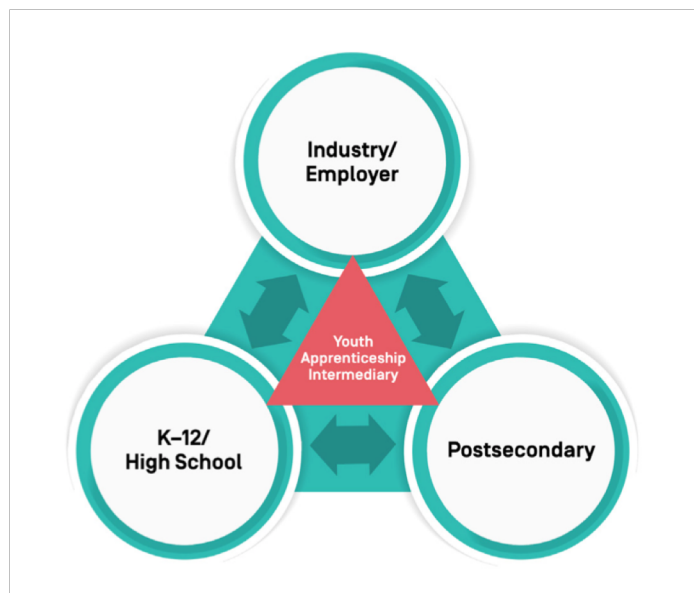 Industry/
Employer
Youth
Apprenticeship
Intermediary
K–12/
High School
Postsecondary